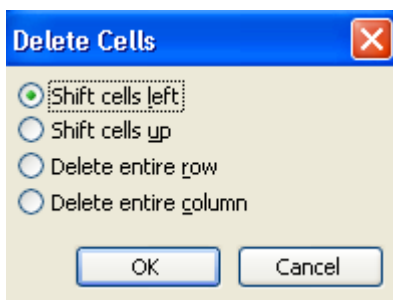 Delete Cells
Shift cells left
Shift cells up
Delete entire row
Delete entire column
OK
Cancel